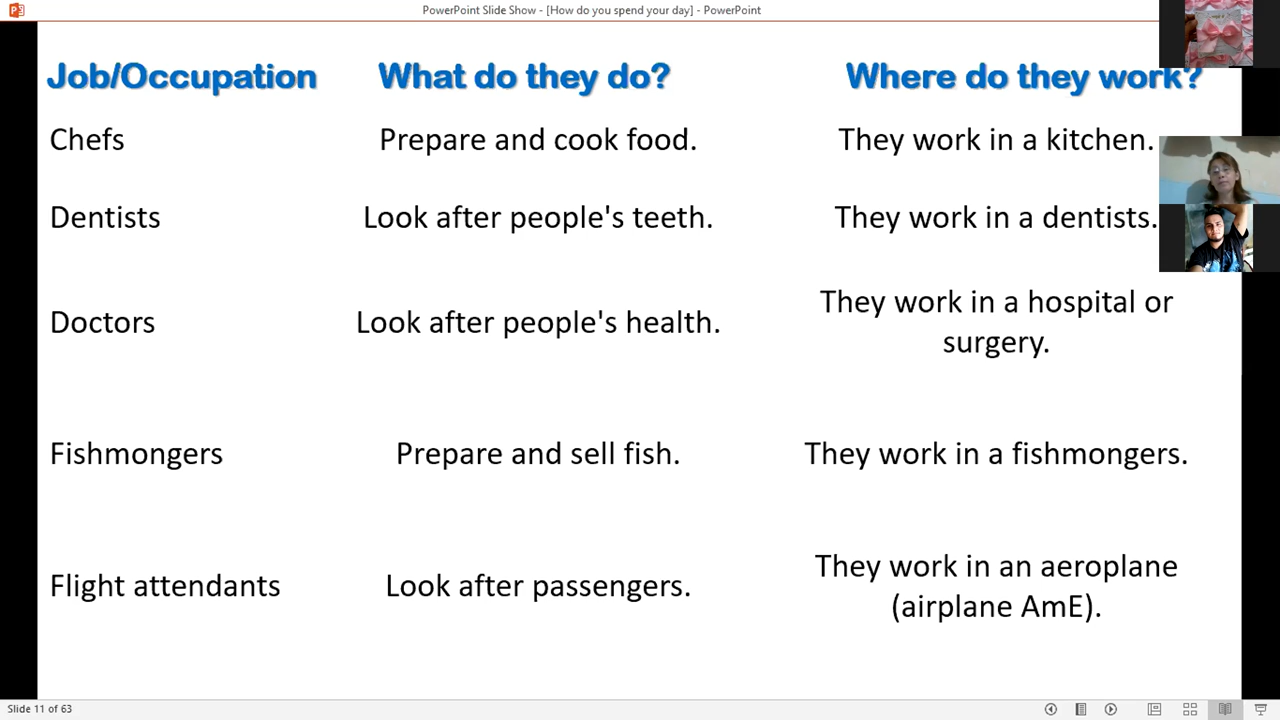 PowerPoint Slide Show - [How do you spend your day] - PowerPoint
Job/Occupation What do they do? Where do they work?
Chefs Prepare and cook food. They work in a kitchen.
Dentists Look after people's teeth. They work in a dentists.
Doctors Look after people's health. They work in a hospital or
surgery.
Fishmongers Prepare and sell fish. They work in a fishmongers.
Flight attendants Look after passengers. They work in an aeroplane
(airplane AmE).
Slide 11 of 63